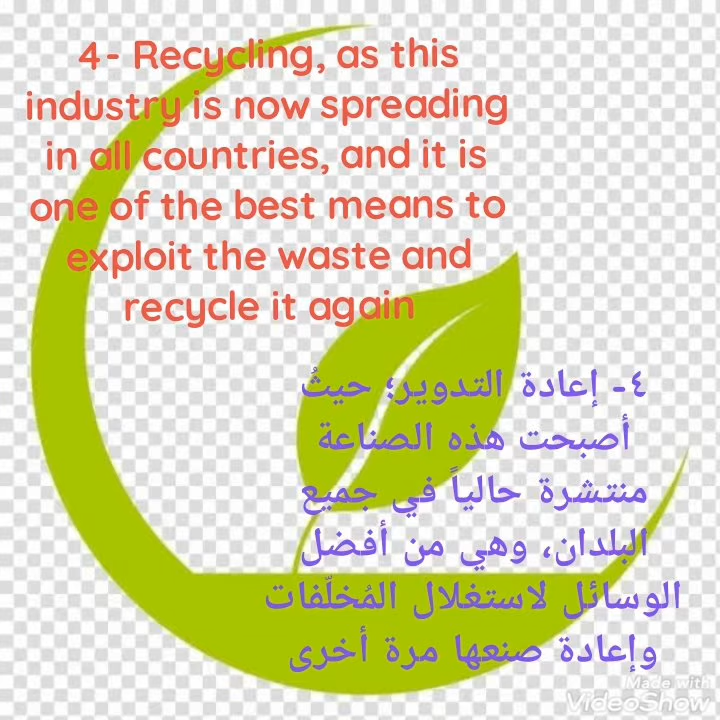 4- Recycling, as this
industry is now spreading
in all countries, and it is
one of the best means to
exploit the waste and
recycle it again
٤- إعادة التدوير؛ حيثُ
أصبحت هذه الصناعة
منتشرة حالياً في جميع
البلدان، وهي من أفضل
الوسائل لاستغلال المُخلّفات
وإعادة صنعها مرة أخرى
Made with
VideoShow